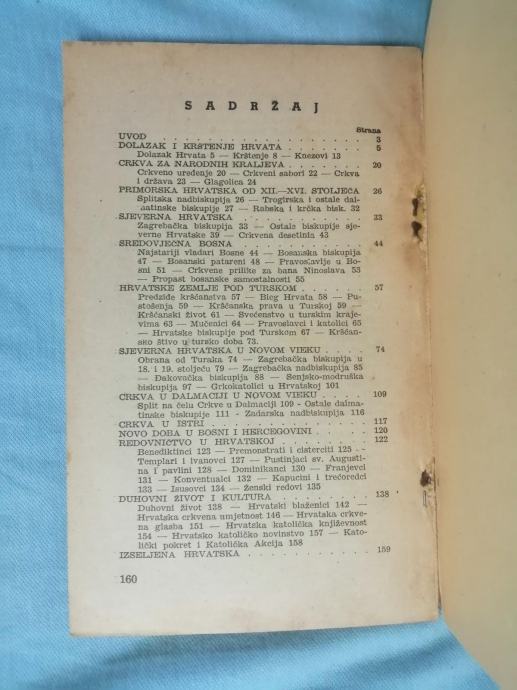 SADRŽAJ
Strana
UVOD . . . . . . . . . . . . . . . . 3
DOLAZAK I KRŠTENJE HRVATA . . . . . . . 5
Dolazak Hrvata 5 — Krštenje 8 — Knezovi 13
CRKVA ZA NARODNIH KRALJEVA . . . . . . 20
Crkveno uređenje 20 — Crkveni sabori 22 — Crkva
i država 23 — Glagolica 24
PRIMORSKA HRVATSKA OD XII.—XVI. STOLJEĆA 26
Splitska nadbiskupija 26 — Trogirska i ostale dal-
matinske biskupije 27 — Rabska i krčka bisk. 32
SJEVERNA HRVATSKA . . . . . . . . . . 33
Zagrebačka biskupija 33 — Ostale biskupije sje-
verne Hrvatske 39 — Crkvena desetina 43
SREDOVJEČNA BOSNA . . . . . . . . . . 44
Najstariji vladari Bosne 44 — Bosanska biskupija
47 — Bosanski patareni 48 — Pravoslavlje u Bo-
sni 51 — Crkvene prilike za bana Ninoslava 53
— Propast bosanske samostalnosti 55
HRVATSKE ZEMLJE POD TURSKOM . . . . . 57
Predziđe kršćanstva 57 — Bieg Hrvata 58 — Pu-
stošenja 59 — Kršćanska prava u Turskoj 59 —
Kršćanski život 61 — Svećenstvo u turskim kraje-
vima 63 — Mučenici 64 — Pravoslavci i katolici 65
— Hrvatske biskupije pod Turskom 67 — Kršćan-
sko štivo u tursko doba 73.
SJEVERNA HRVATSKA U NOVOM VIEKU . . . 74
Obrana od Turaka 74 — Zagrebačka biskupija u
18. i 19. stoljeću 79 — Zagrebačka nadbiskupija 85
— Đakovačka biskupija 88 — Senjsko-modruška
biskupija 97 — Grkokatolici u Hrvatskoj 101
CRKVA U DALMACIJI U NOVOM VIEKU . . . 109
Split na čelu Crkve u Dalmaciji 109 - Ostale dalma-
tinske biskupije 111 - Zadarska nadbiskupija 116
CRKVA U ISTRI . . . . . . . . . . . . 117
NOVO DOBA U BOSNI I HERCEGOVINI . . . . 120
REDOVNIČTVO U HRVATSKOJ . . . . . . . 122
Benediktinci 123 — Premonstrati i cisterciti 125 —
Templari i ivanovci 127 — Pustinjaci sv. Augusti-
na i pavlini 128 — Dominikanci 130 — Franjevci
131 — Konventualci 132 — Kapucini i trećoredci
133 — Isusovci 134 — Ženski redovi 135
DUHOVNI ŽIVOT I KULTURA . . . . . . . 138
Duhovni život 138 — Hrvatski blaženici 142 —
Hrvatska crkvena umjetnost 146 — Hrvatska crkve-
na glasba 151 — Hrvatska katolička književnost
154 — Hrvatsko katoličko novinstvo 157 — Kato-
lički pokret i Katolička Akcija 158
IZSELJENA HRVATSKA . . . . . . . . . 159
160